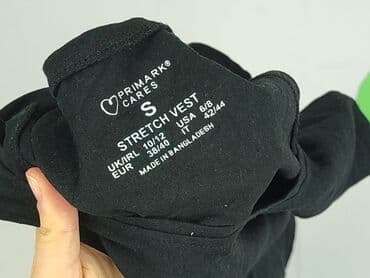 PRIMARK®
CARES
S
STRETCH VEST
UK/IRL 10/12 USA 6/8
EUR 38/40 IT 42/44
MADE IN BANGLADESH